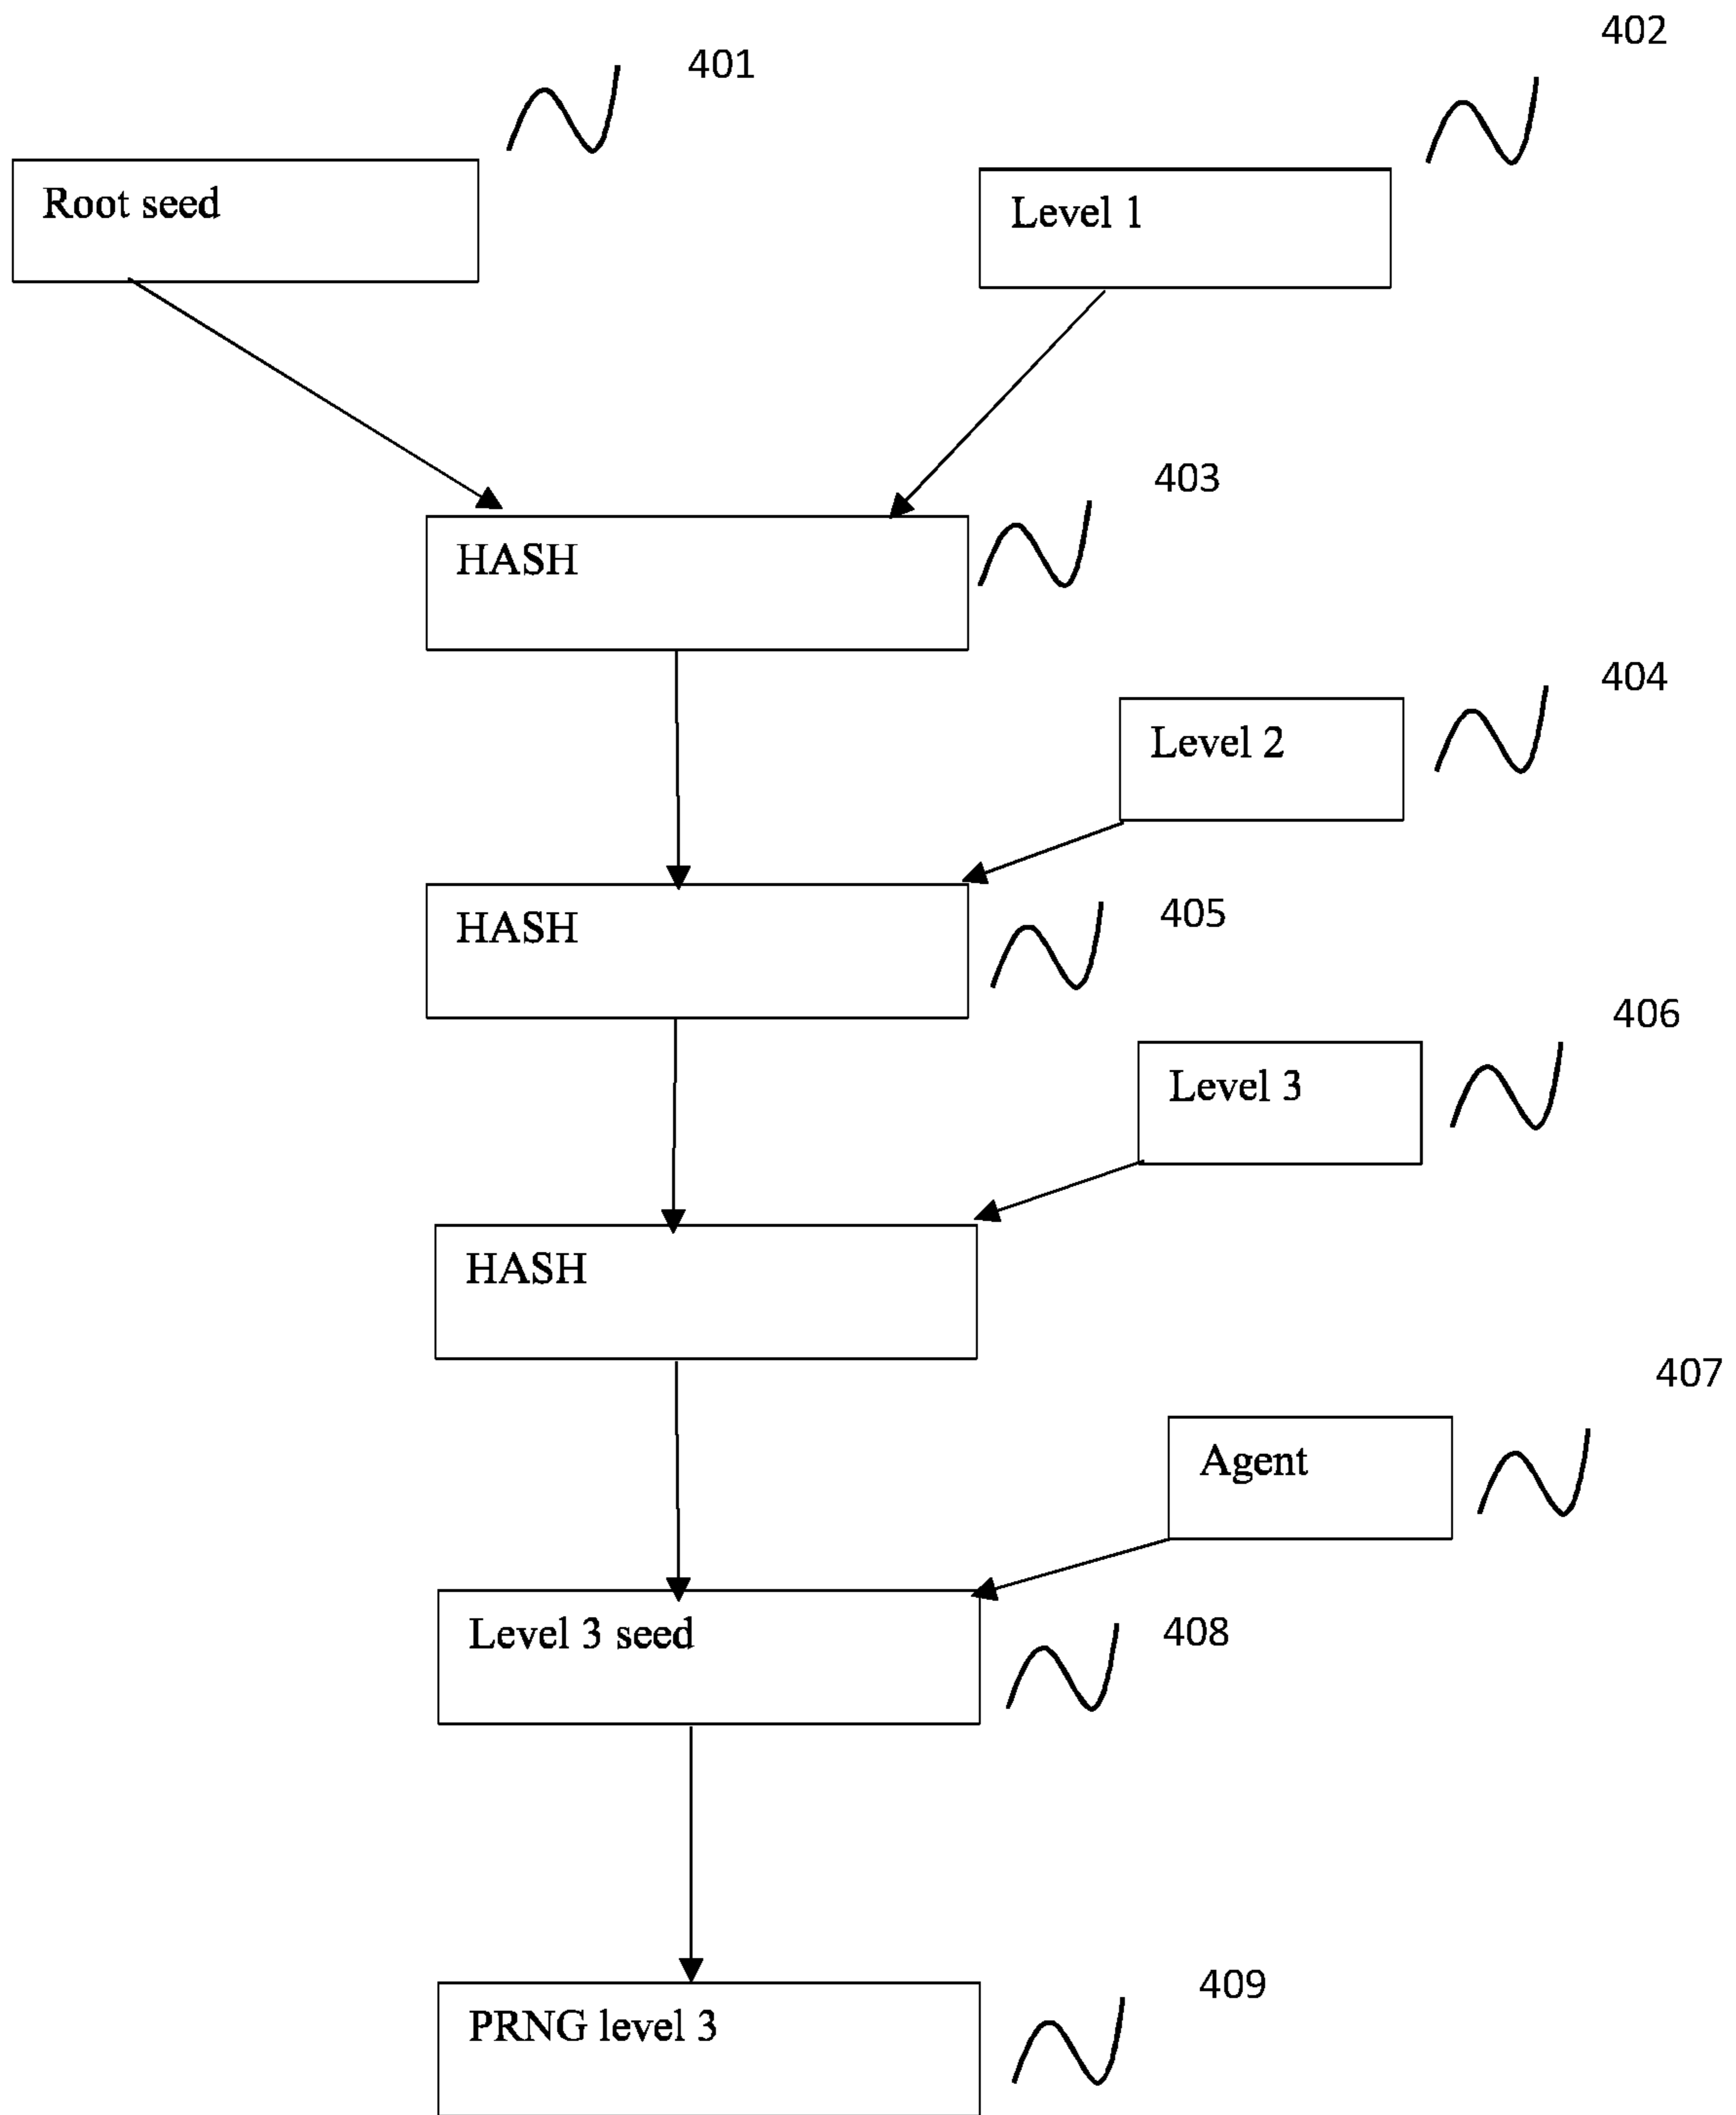 402
401
Root seed
Level 1
403
HASH
404
Level 2
405
HASH
406
Level 3
HASH
407
Agent
408
Level 3 seed
409
PRNG level 3